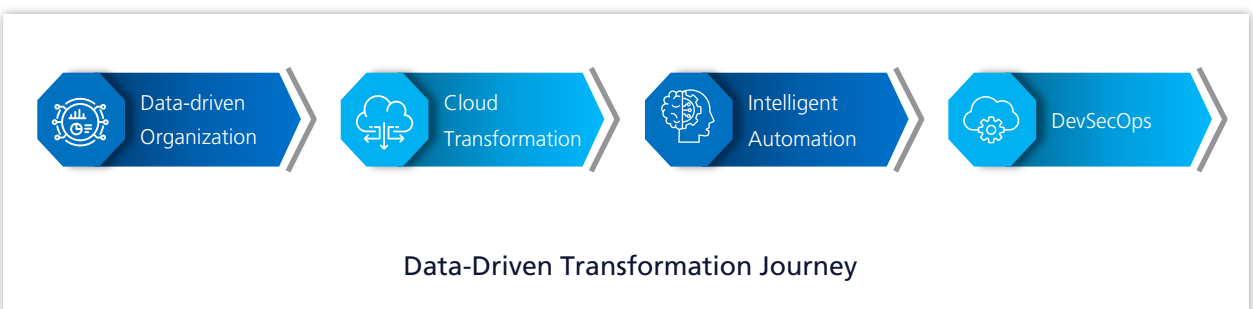 Data-driven
Organization
Cloud
Transformation
Intelligent
Automation
DevSecOps
Data-Driven Transformation Journey